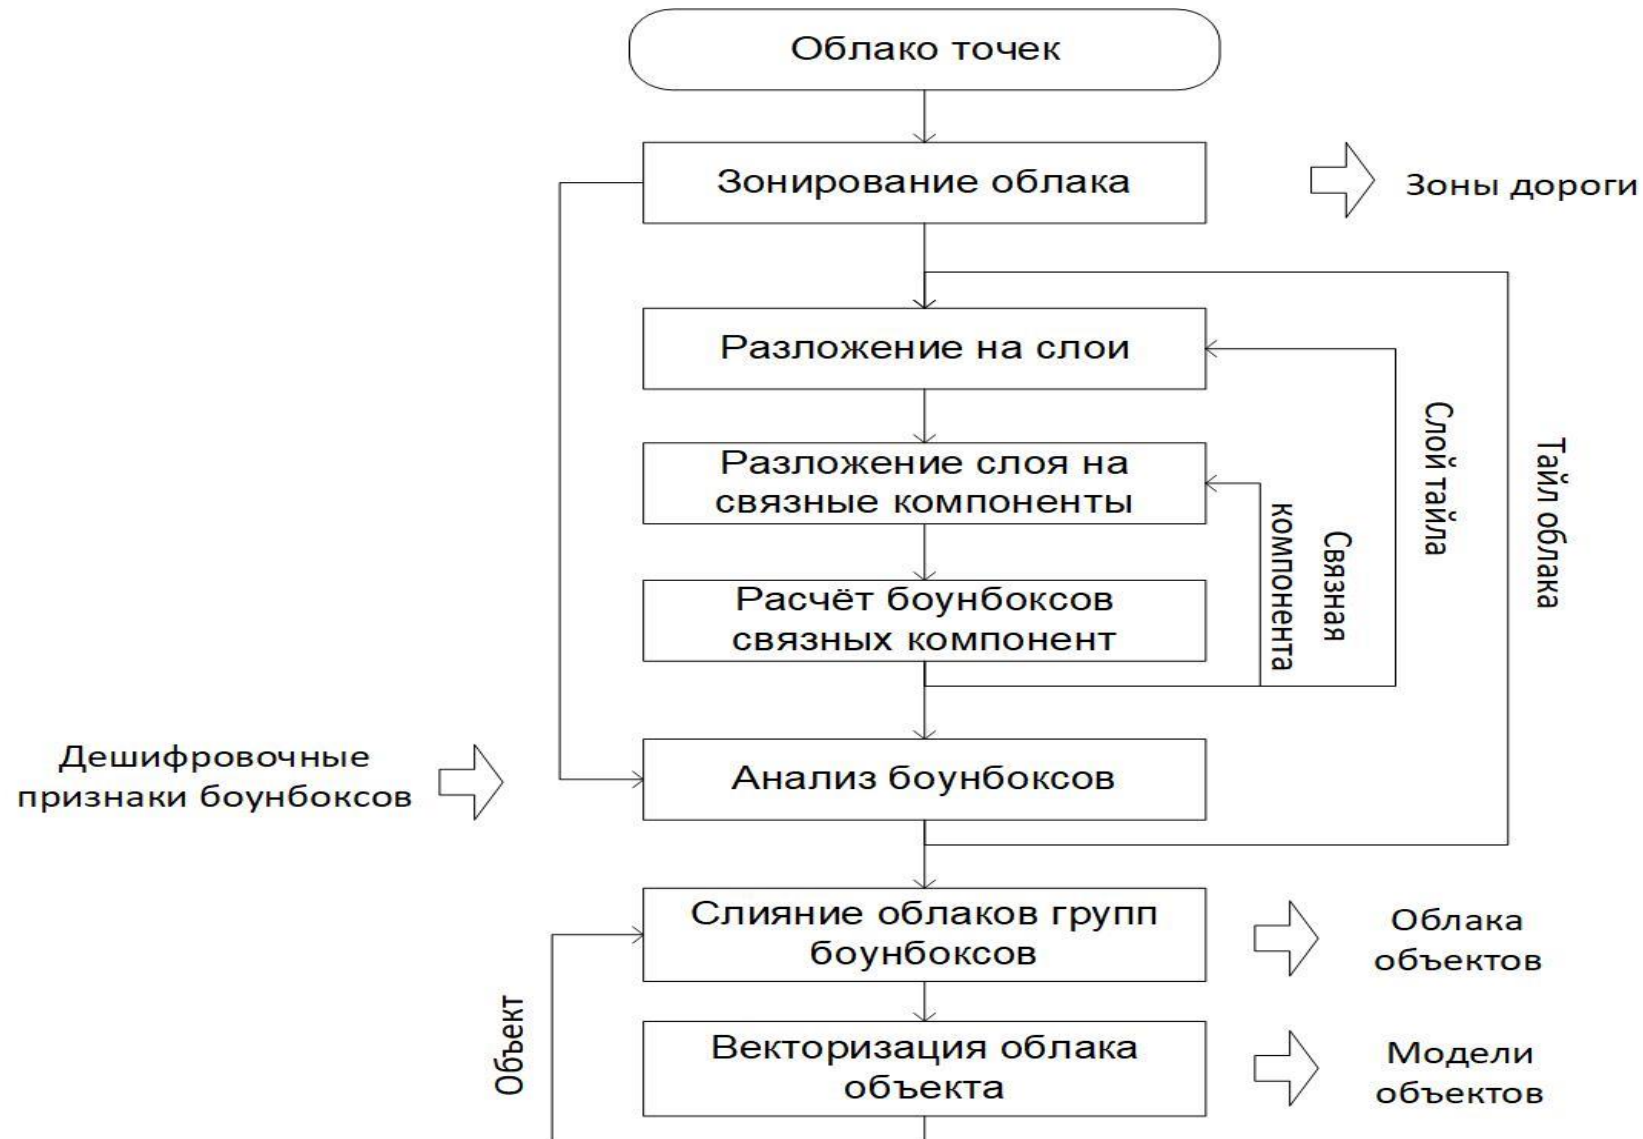 Облако точек
Зонирование облака
Зоны дороги
Разложение на слои
Разложение слоя на
связные компоненты
Расчёт боунбоксов
связных компонент
Связная
компонента
Слой тайла
Тайл облака
Дешифровочные
признаки боунбоксов
Анализ боунбоксов
Слияние облаков групп
боунбоксов
Облака
объектов
Объект
Векторизация облака
объекта
Модели
объектов